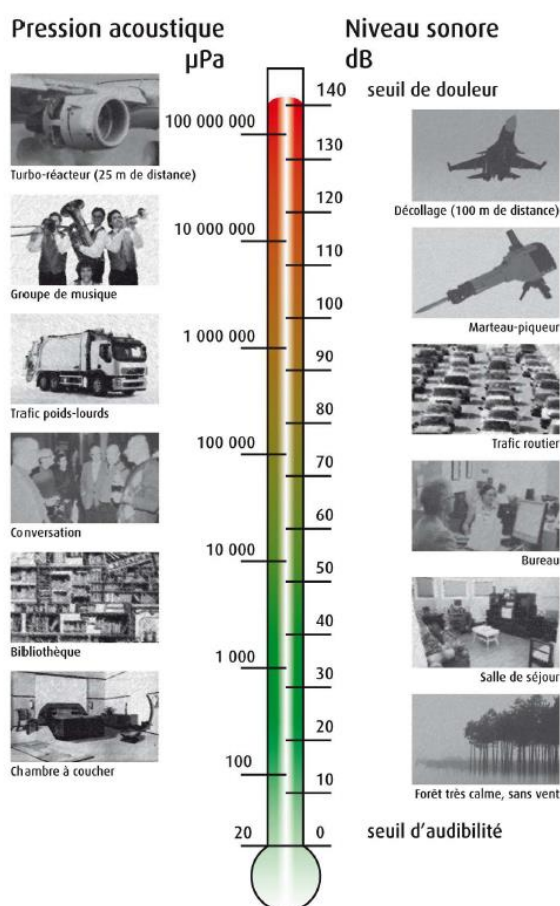 Pression acoustique
µPa
Niveau sonore
dB
140 seuil de douleur
100 000 000
130
Turbo-réacteur (25 m de distance)
120
Décollage (100 m de distance)
10 000 000
110
Groupe de musique
100
Marteau-piqueur
1 000 000
90
Trafic poids-lourds
80
Trafic routier
100 000
70
Conversation
60
10 000
Bureau
50
Bibliothèque
40
1 000
30
Salle de séjour
20
Chambre à coucher
100
10
Forêt très calme, sans vent
20
0 seuil d'audibilité